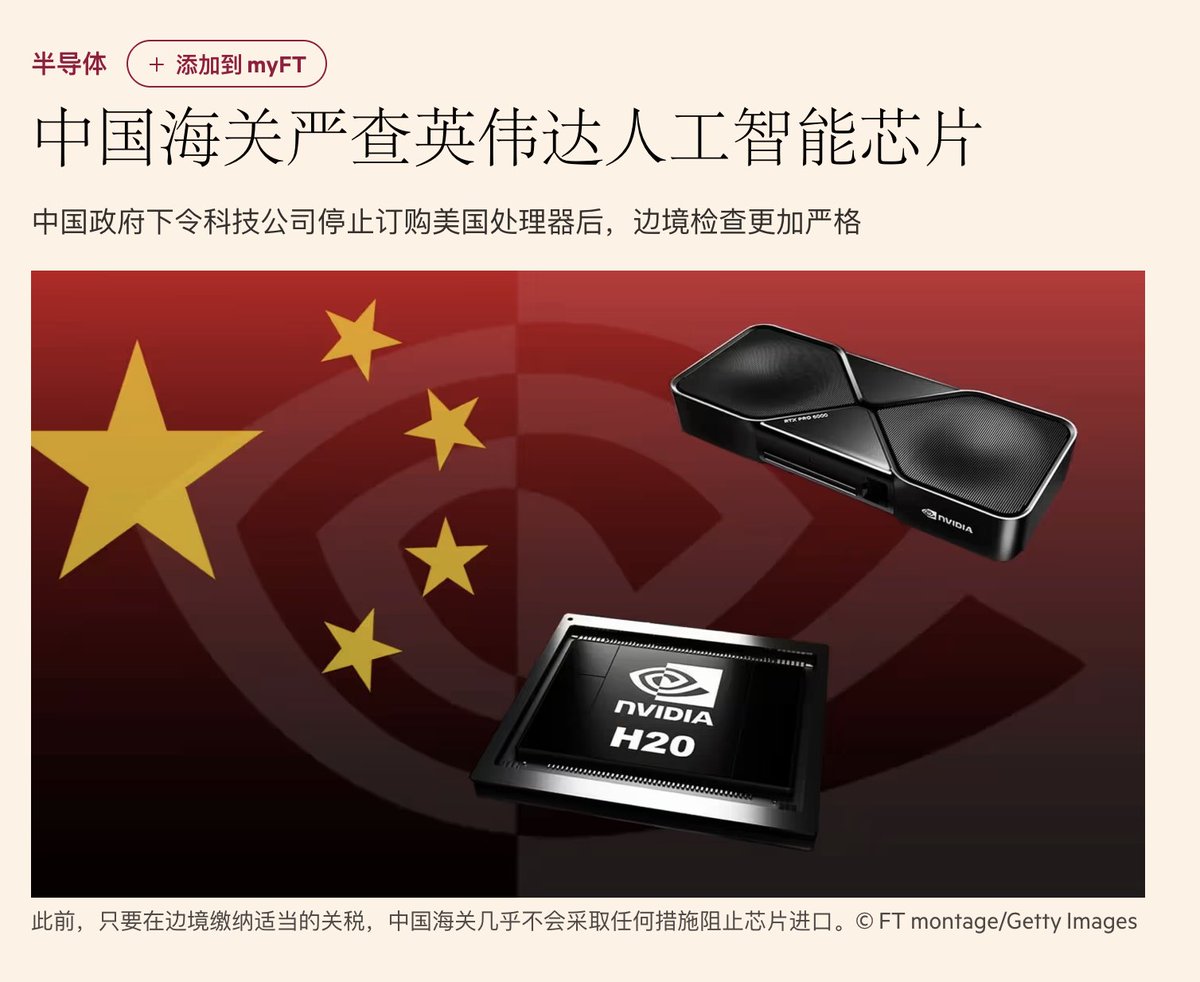 半导体 + 添加到 myFT
中国海关严查英伟达人工智能芯片
中国政府下令科技公司停止订购美国处理器后，边境检查更加严格
RTX PRO 6000
NVIDIA
NVIDIA
H20
此前，只要在边境缴纳适当的关税，中国海关几乎不会采取任何措施阻止芯片进口。© FT montage/Getty Images